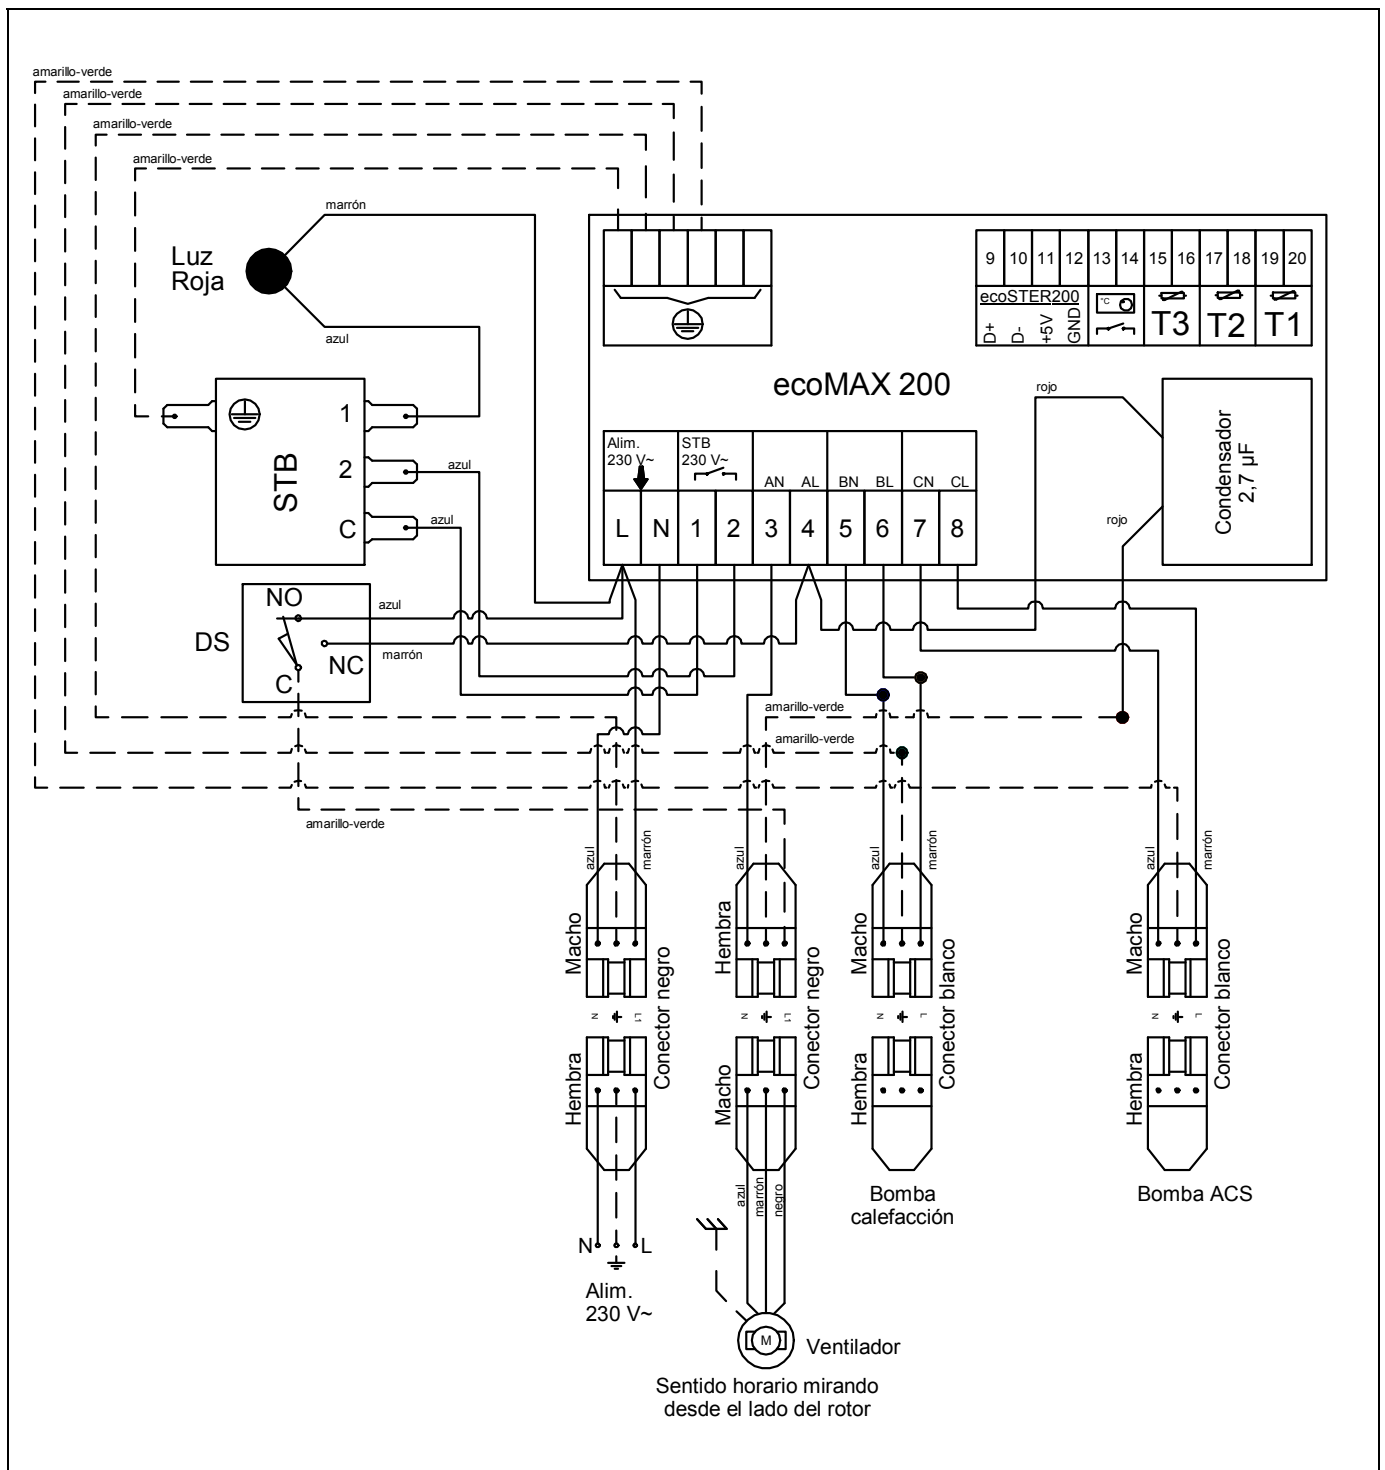 amarillo-verde
amarillo-verde
amarillo-verde
amarillo-verde
marrón
Luz
Roja
azul
9 10 11 12 13 14 15 16 17 18 19 20
ecoSTER200
D+ D- +5V GND
°C
T3 T2 T1
ecoMAX 200
rojo
rojo
Condensador
2,7 µF
STB
1
2
C
azul
azul
Alim.
230 V~
STB
230 V~
AN AL BN BL CN CL
L N 1 2 3 4 5 6 7 8
DS
NO
NC
C
azul
marrón
amarillo-verde
amarillo-verde
amarillo-verde
azul marrón
azul
azul marrón
azul marrón
Macho
Hembra
Conector negro
N L1
Hembra
Macho
Conector negro
N L1
Macho
Hembra
Conector blanco
N L
Macho
Hembra
Conector blanco
N L
azul marrón negro
N L
Alim.
230 V~
Bomba
calefacción
Bomba ACS
M
Ventilador
Sentido horario mirando
desde el lado del rotor